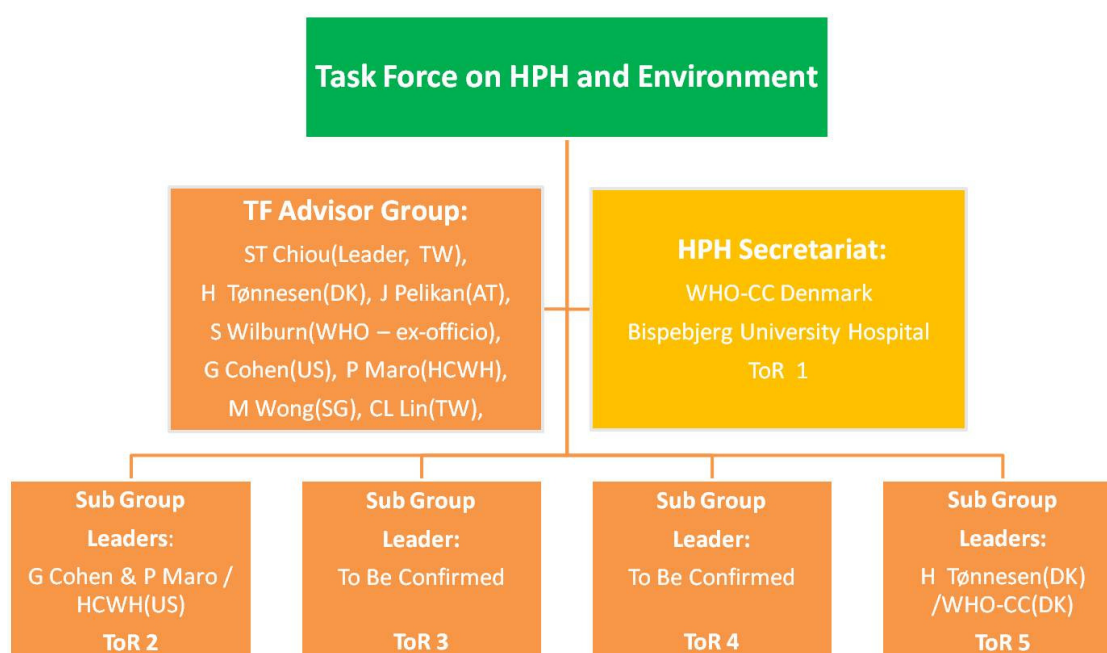 Task Force on HPH and Environment
TF Advisor Group:
ST Chiou(Leader, TW),
H Tønnesen(DK), J Pelikan(AT),
S Wilburn(WHO – ex-officio),
G Cohen(US), P Maro(HCWH),
M Wong(SG), CL Lin(TW),
HPH Secretariat:
WHO-CC Denmark
Bispebjerg University Hospital
ToR 1
Sub Group
Leaders:
G Cohen & P Maro /
HCWH(US)
ToR 2
Sub Group
Leader:
To Be Confirmed
ToR 3
Sub Group
Leader:
To Be Confirmed
ToR 4
Sub Group
Leaders:
H Tønnesen(DK)
/WHO-CC(DK)
ToR 5